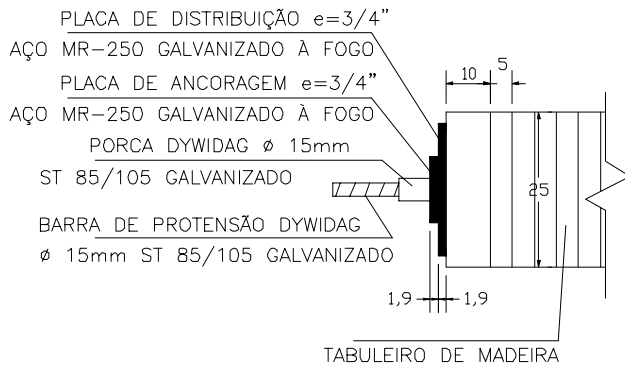 PLACA DE DISTRIBUIÇÃO e=3/4"
AÇO MR-250 GALVANIZADO À FOGO
PLACA DE ANCORAGEM e=3/4"
AÇO MR-250 GALVANIZADO À FOGO
PORCA DYWIDAG ø 15mm
ST 85/105 GALVANIZADO
BARRA DE PROTENSÃO DYWIDAG
ø 15mm ST 85/105 GALVANIZADO
10
5
25
1,9
1,9
TABULEIRO DE MADEIRA